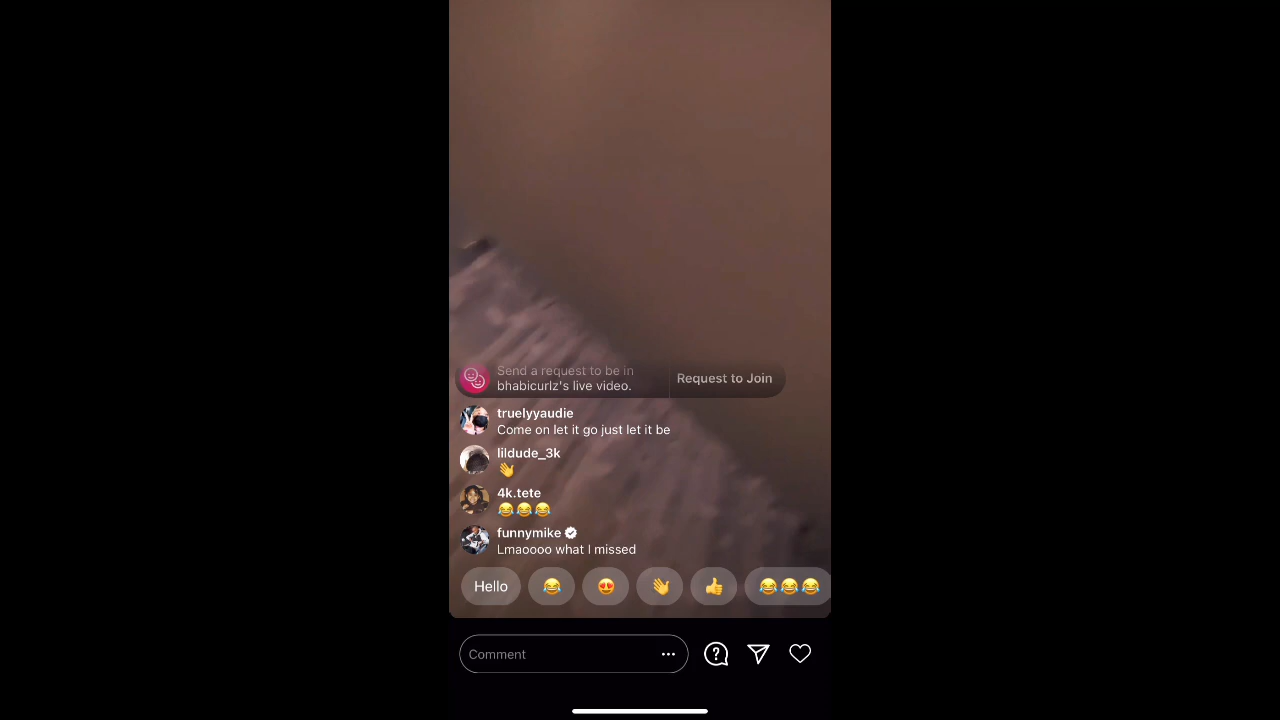 Send a request to be in
bhabicurlz's live video.
Request to Join
truelyyaudie
Come on let it go just let it be
lildude_3k
👋
4k.tete
😂😂😂
funnymike
Lmaoooo what I missed
Hello 😂 😍 👋 👍 😂😂😂
Comment